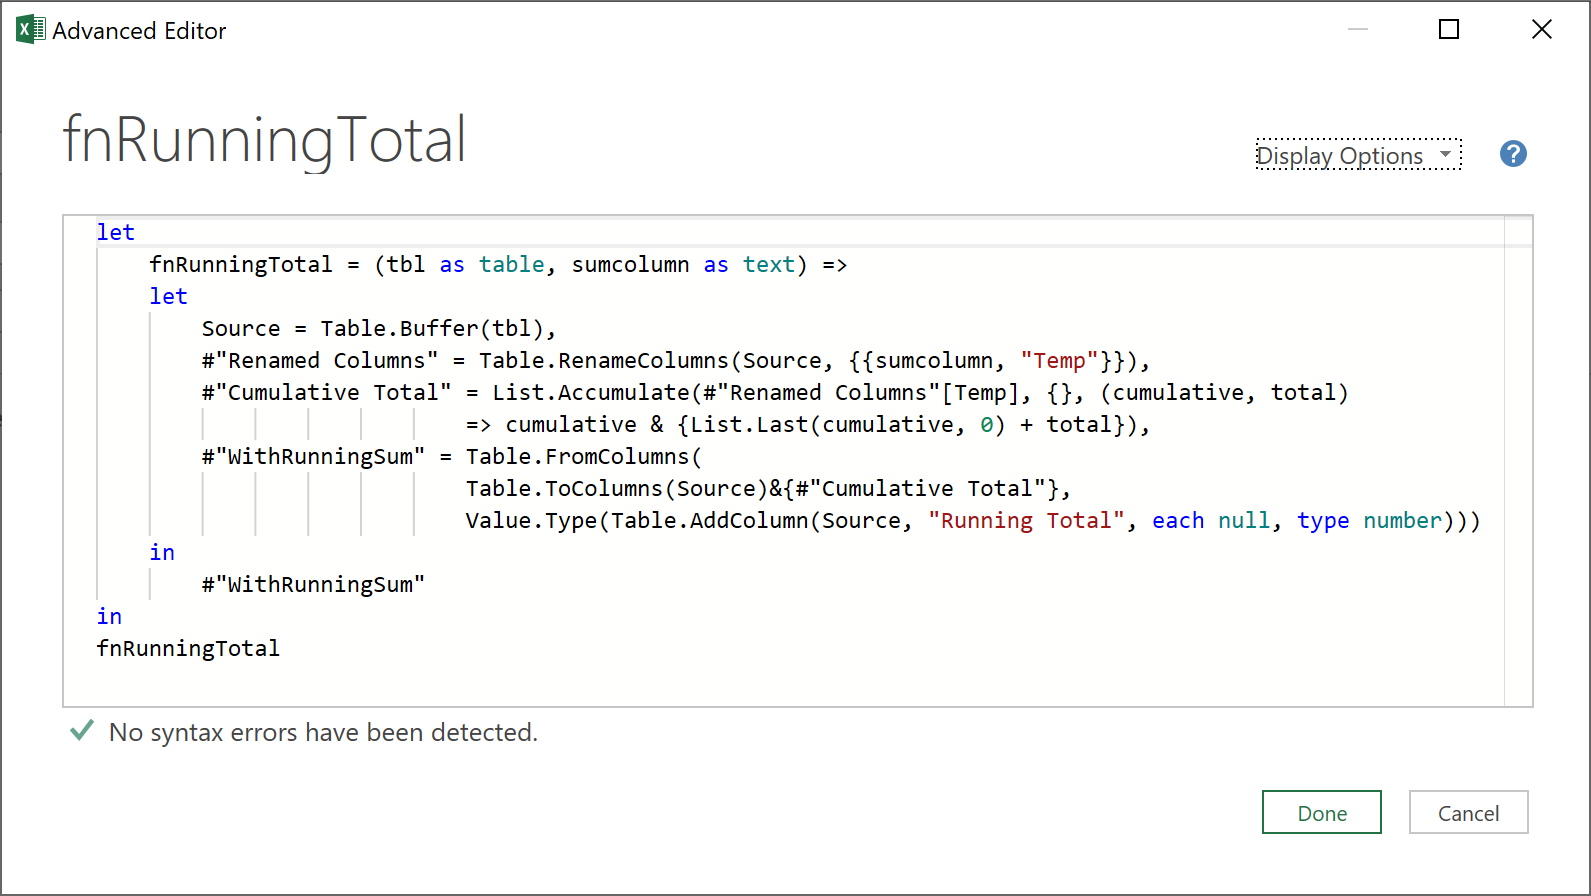 Advanced Editor
fnRunningTotal
Display Options
?
let
fnRunningTotal = (tbl as table, sumcolumn as text) =>
let
Source = Table.Buffer(tbl),
#"Renamed Columns" = Table.RenameColumns(Source, {{sumcolumn, "Temp"}}),
#"Cumulative Total" = List.Accumulate(#"Renamed Columns"[Temp], {}, (cumulative, total)
=> cumulative & {List.Last(cumulative, 0) + total}),
#"WithRunningSum" = Table.FromColumns(
Table.ToColumns(Source)&{#"Cumulative Total"},
Value.Type(Table.AddColumn(Source, "Running Total", each null, type number)))
in
#"WithRunningSum"
in
fnRunningTotal
No syntax errors have been detected.
Done
Cancel